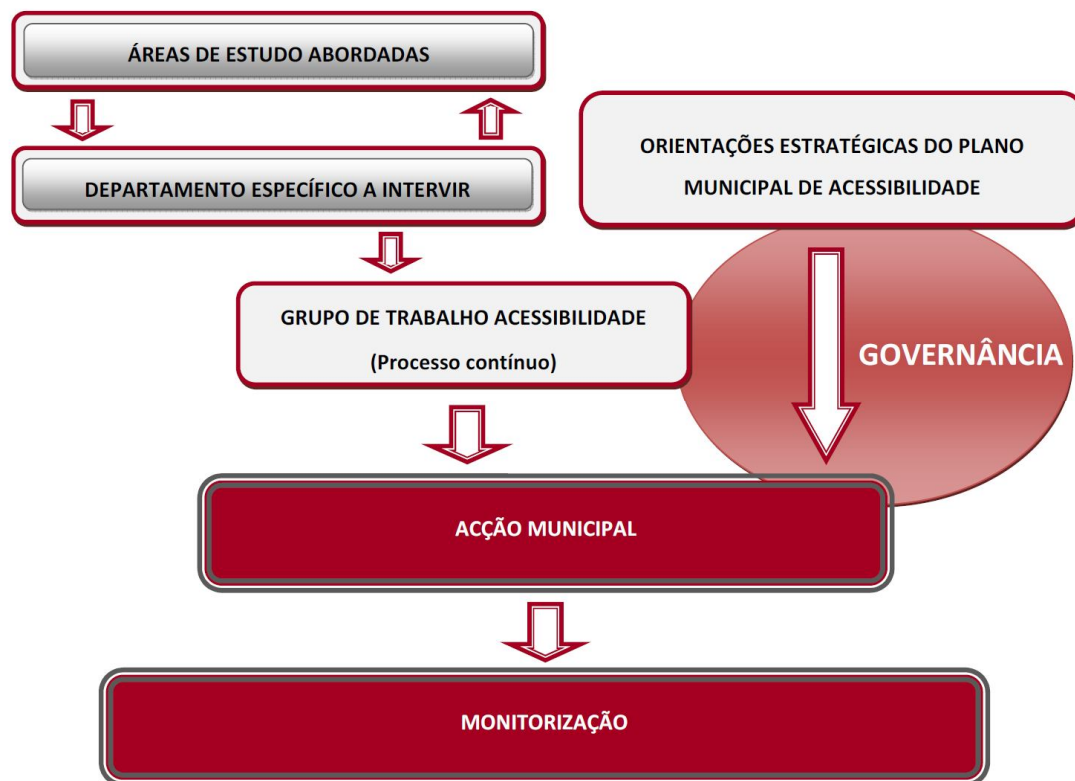 ÁREAS DE ESTUDO ABORDADAS
DEPARTAMENTO ESPECÍFICO A INTERVIR
ORIENTAÇÕES ESTRATÉGICAS DO PLANO
MUNICIPAL DE ACESSIBILIDADE
GRUPO DE TRABALHO ACESSIBILIDADE
(Processo contínuo)
GOVERNÂNCIA
ACÇÃO MUNICIPAL
MONITORIZAÇÃO